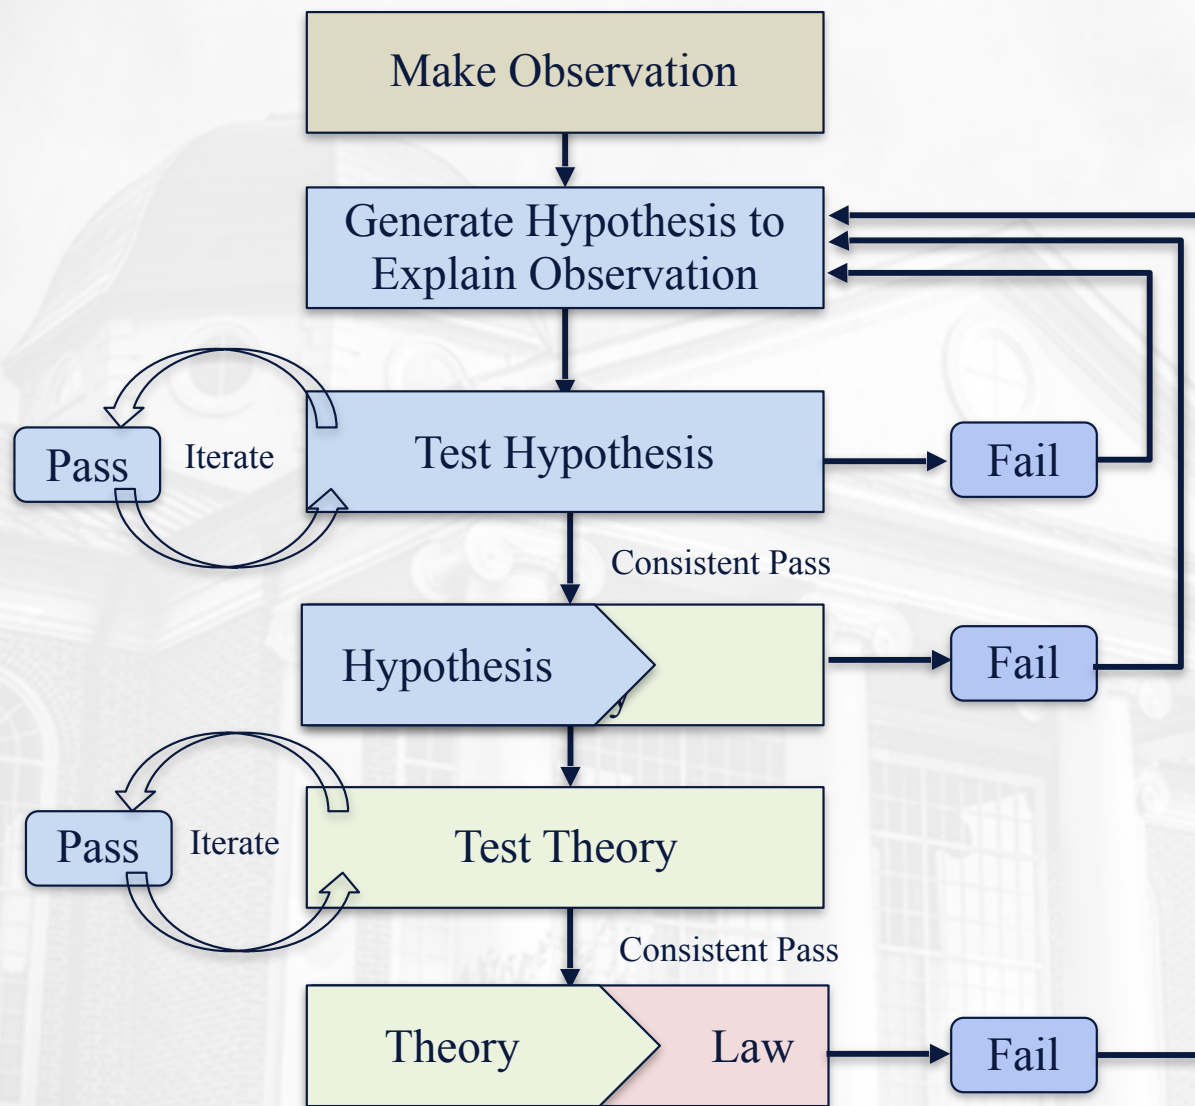 Make Observation
Generate Hypothesis to
Explain Observation
Pass
Iterate
Test Hypothesis
Fail
Consistent Pass
Hypothesis
Fail
Pass
Iterate
Test Theory
Consistent Pass
Theory
Law
Fail